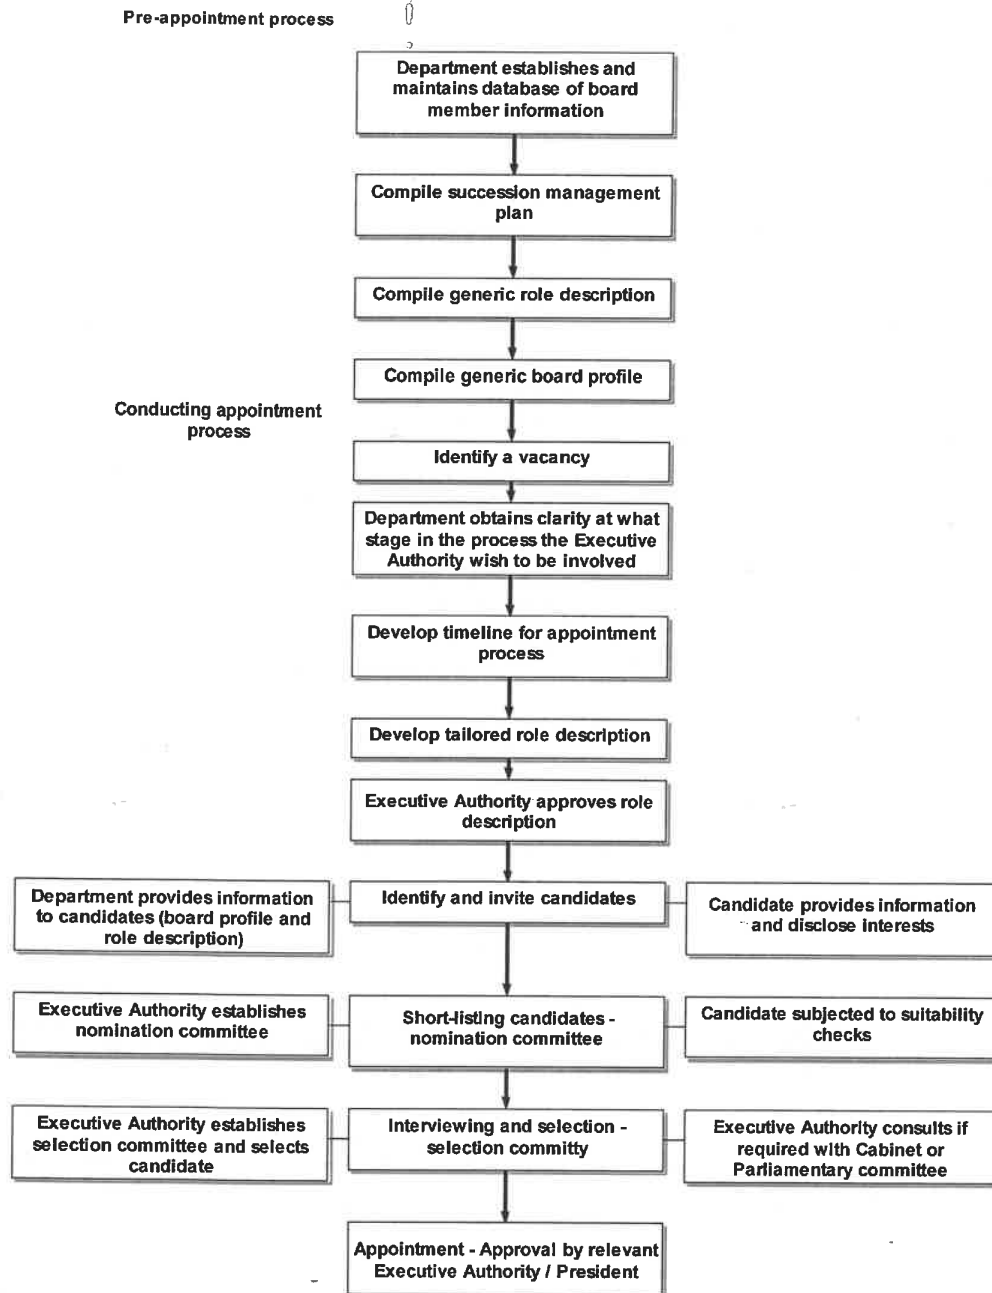 Pre-appointment process
Department establishes and
maintains database of board
member information
Compile succession management
plan
Compile generic role description
Compile generic board profile
Conducting appointment
process
Identify a vacancy
Department obtains clarity at what
stage in the process the Executive
Authority wish to be involved
Develop timeline for appointment
process
Develop tailored role description
Executive Authority approves role
description
Department provides information
to candidates (board profile and
role description)
Identify and invite candidates
Candidate provides information
and disclose interests
Executive Authority establishes
nomination committee
Short-listing candidates -
nomination committee
Candidate subjected to suitability
checks
Executive Authority establishes
selection committee and selects
candidate
Interviewing and selection -
selection committy
Executive Authority consults if
required with Cabinet or
Parliamentary committee
Appointment - Approval by relevant
Executive Authority / President